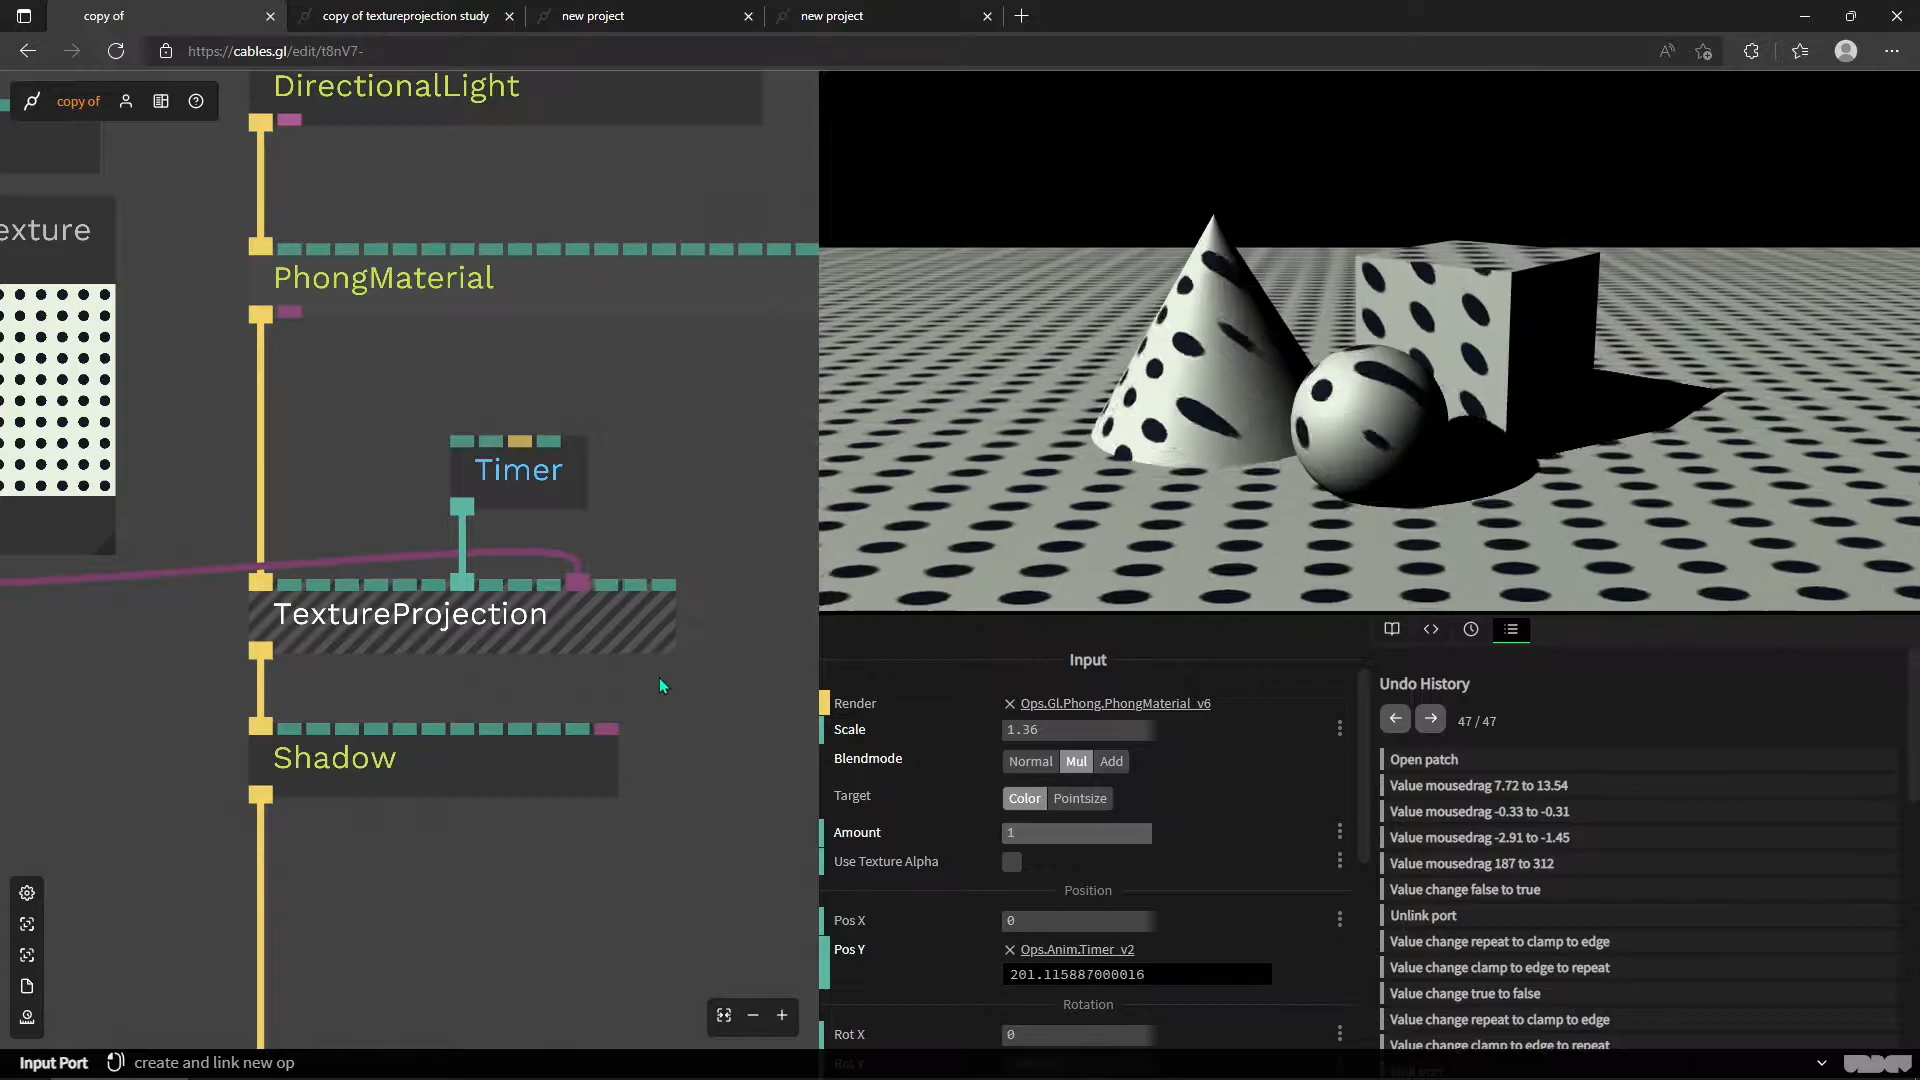 copy of
copy of textureprojection study
new project
new project
https://cables.gl/edit/t8nV7-
copy of
DirectionalLight
exture
PhongMaterial
Timer
TextureProjection
Shadow
Input
Render
Ops.Gl.Phong.PhongMaterial_v6
Scale
1.36
Blendmode
Normal Mul Add
Target
Color Pointsize
Amount
1
Use Texture Alpha
Position
Pos X
0
Pos Y
Ops.Anim.Timer_v2
201.115887000016
Rotation
Rot X
0
Rot Y
Undo History
47 / 47
Open patch
Value mousedrag 7.72 to 13.54
Value mousedrag -0.33 to -0.31
Value mousedrag -2.91 to -1.45
Value mousedrag 187 to 312
Value change false to true
Unlink port
Value change repeat to clamp to edge
Value change clamp to edge to repeat
Value change true to false
Value change repeat to clamp to edge
Value change clamp to edge to repeat
Input Port
create and link new op